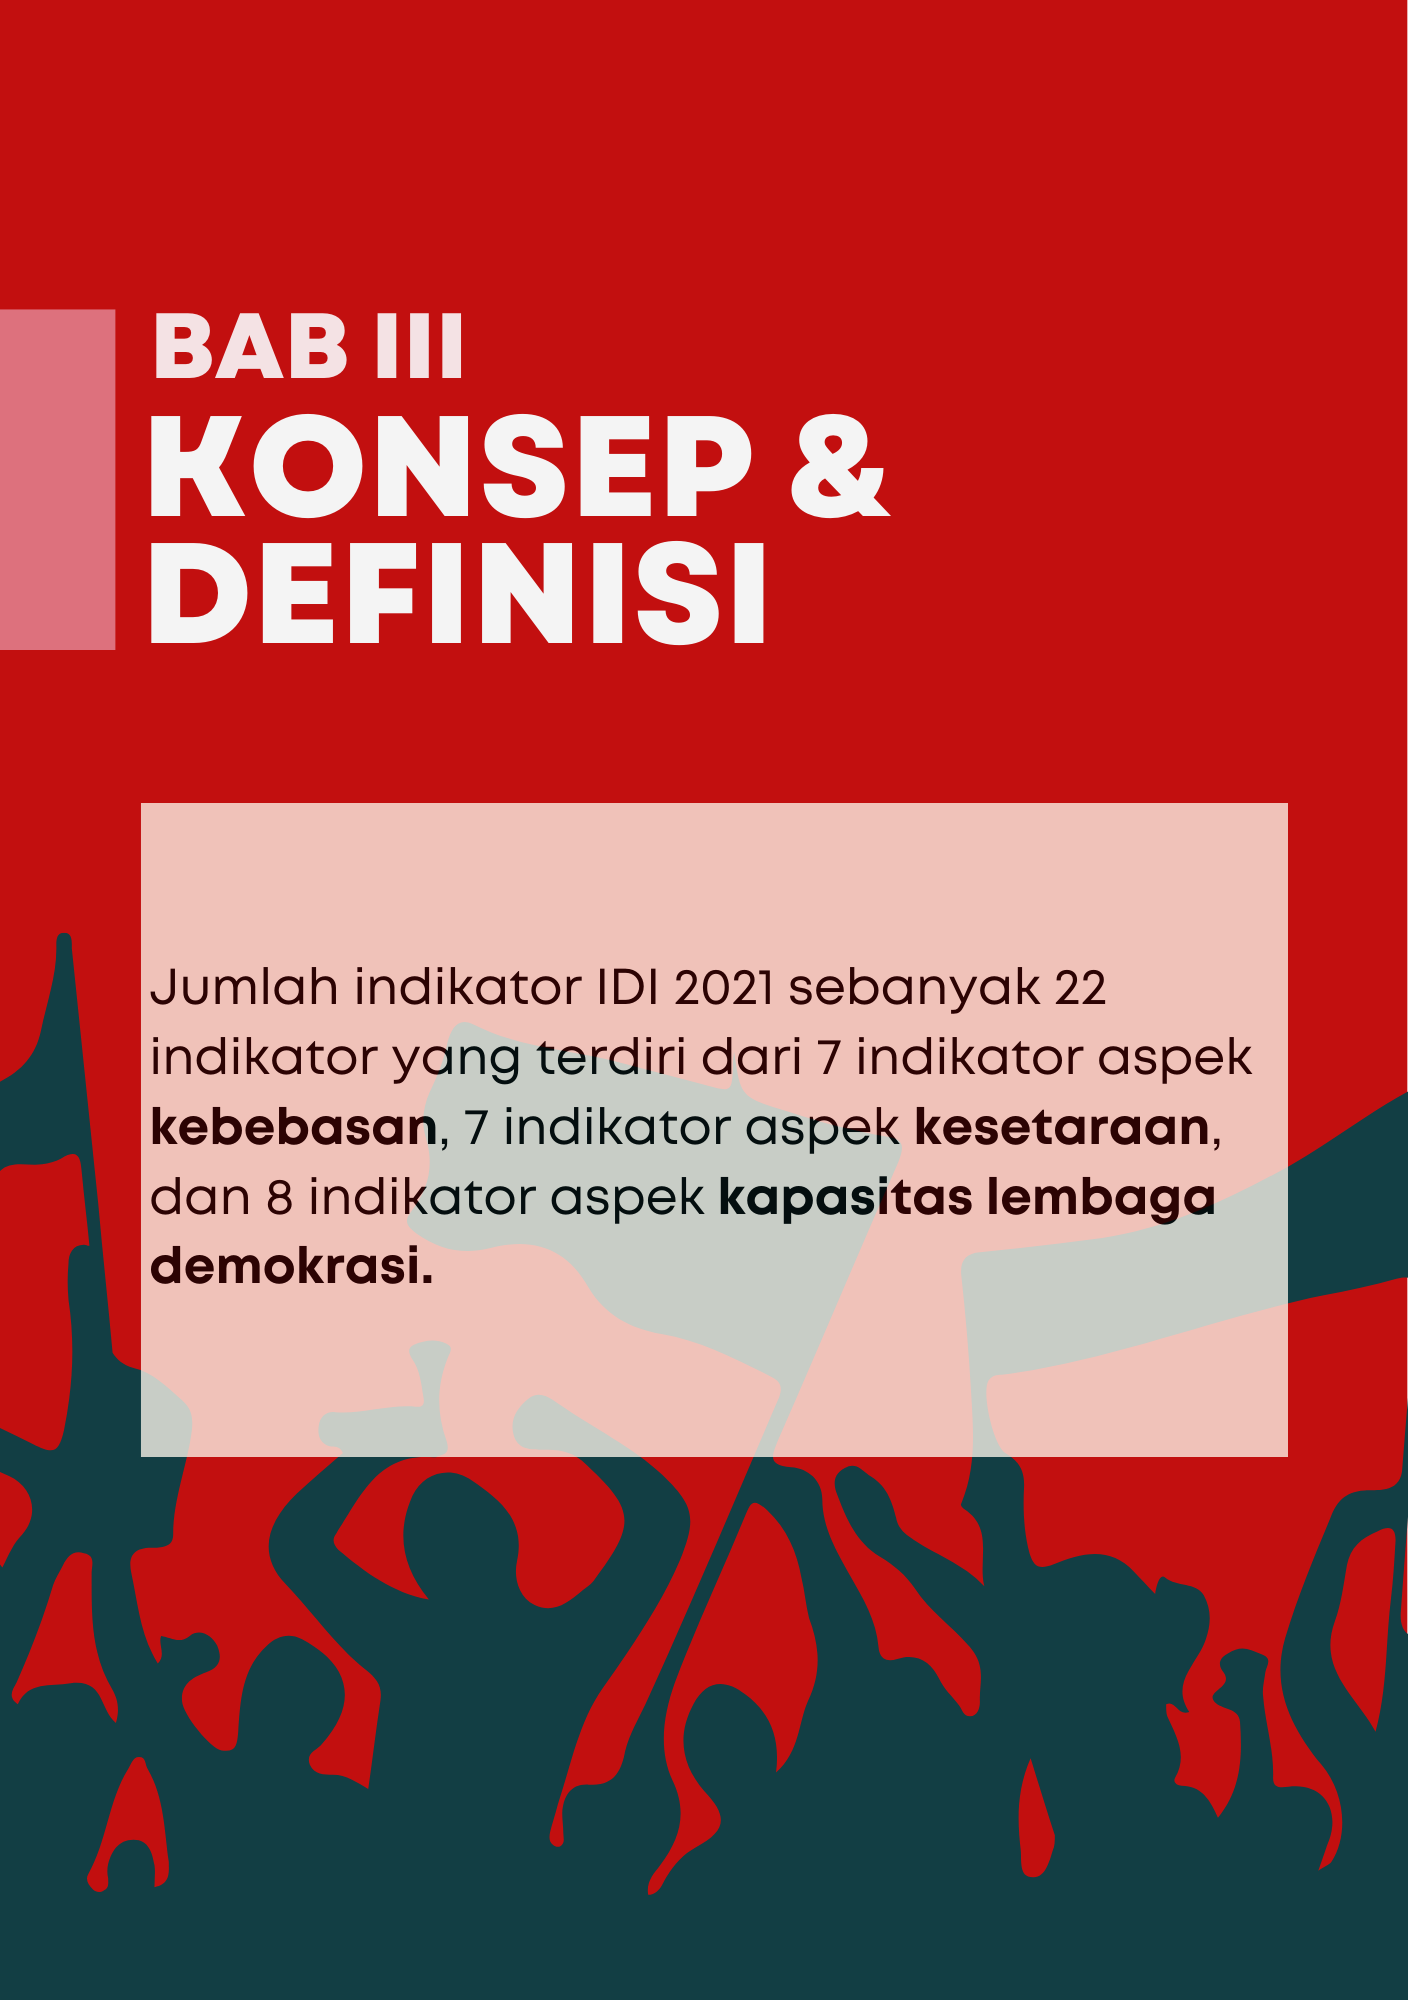 BAB III
KONSEP &
DEFINISI
Jumlah indikator IDI 2021 sebanyak 22
indikator yang terdiri dari 7 indikator aspek
kebebasan, 7 indikator aspek kesetaraan,
dan 8 indikator aspek kapasitas lembaga
demokrasi.